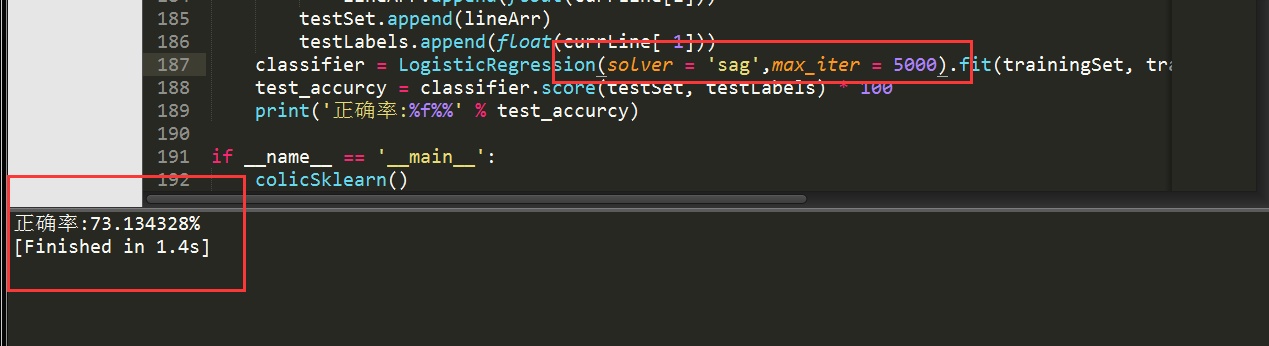 185 testSet.append(lineArr)
186 testLabels.append(float(currLine[-1]))
187 classifier = LogisticRegression(solver = 'sag',max_iter = 5000).fit(trainingSet,
188 test_accurcy = classifier.score(testSet, testLabels) * 100
189 print('正确率:%f%%' % test_accurcy)
190
191 if __name__ == '__main__':
192 colicSklearn()
正确率:73.134328%
[Finished in 1.4s]